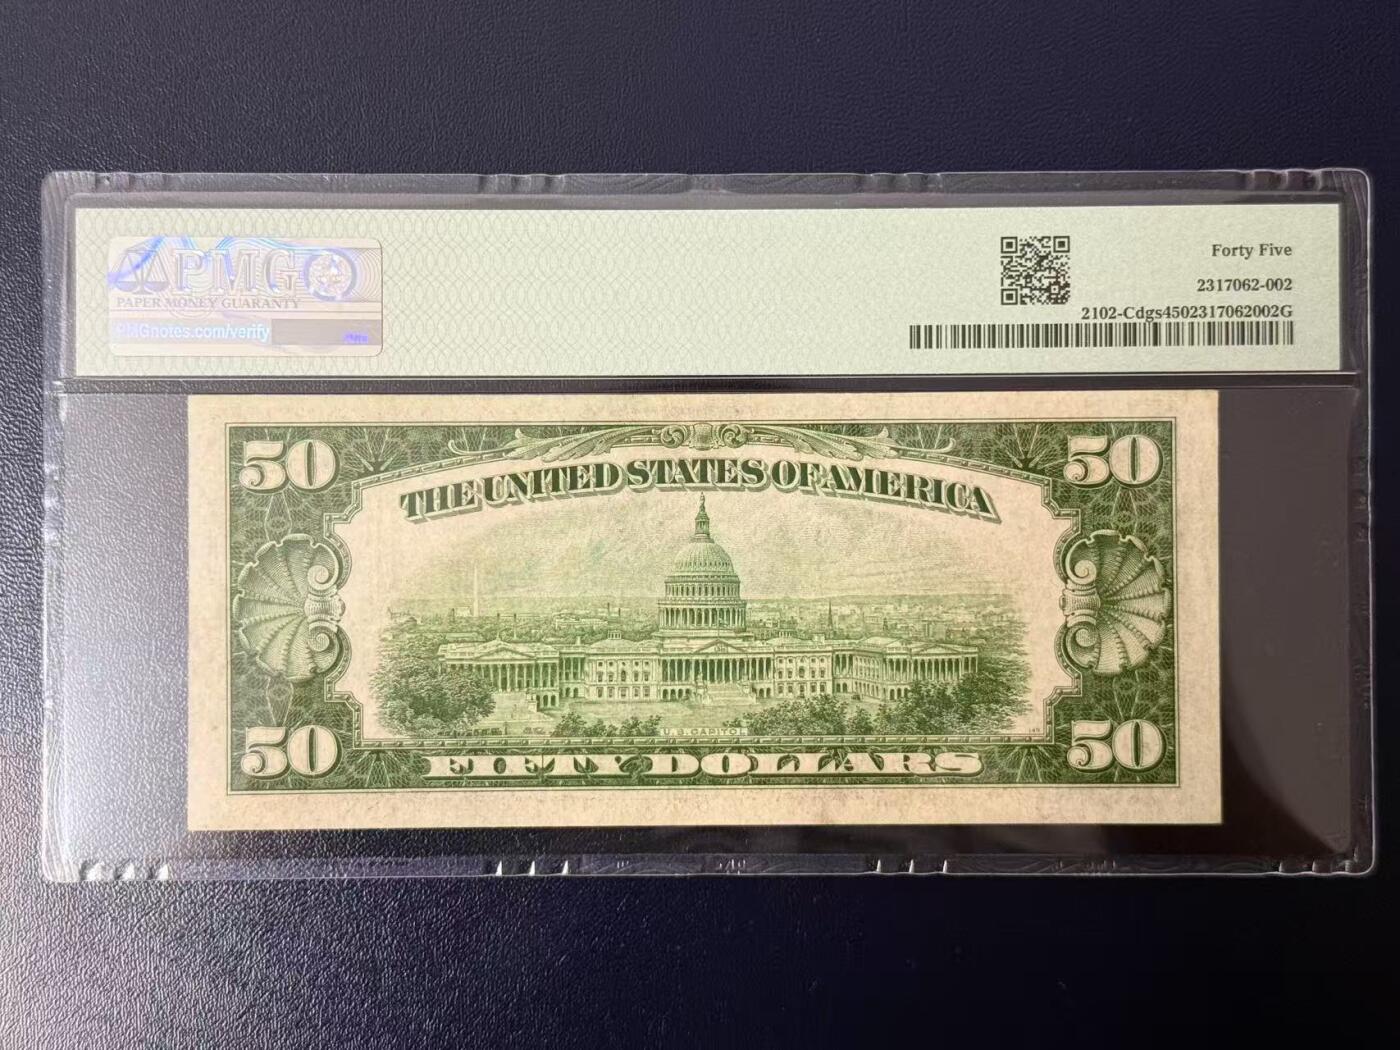 PMG
PAPER MONEY GUARANTY
PMGnotes.com/verify
Forty Five
2317062-002
2102-Cdgs4502317062002G
50 50
THE UNITED STATES OF AMERICA
U.S. CAPITOL
50 50
FIFTY DOLLARS